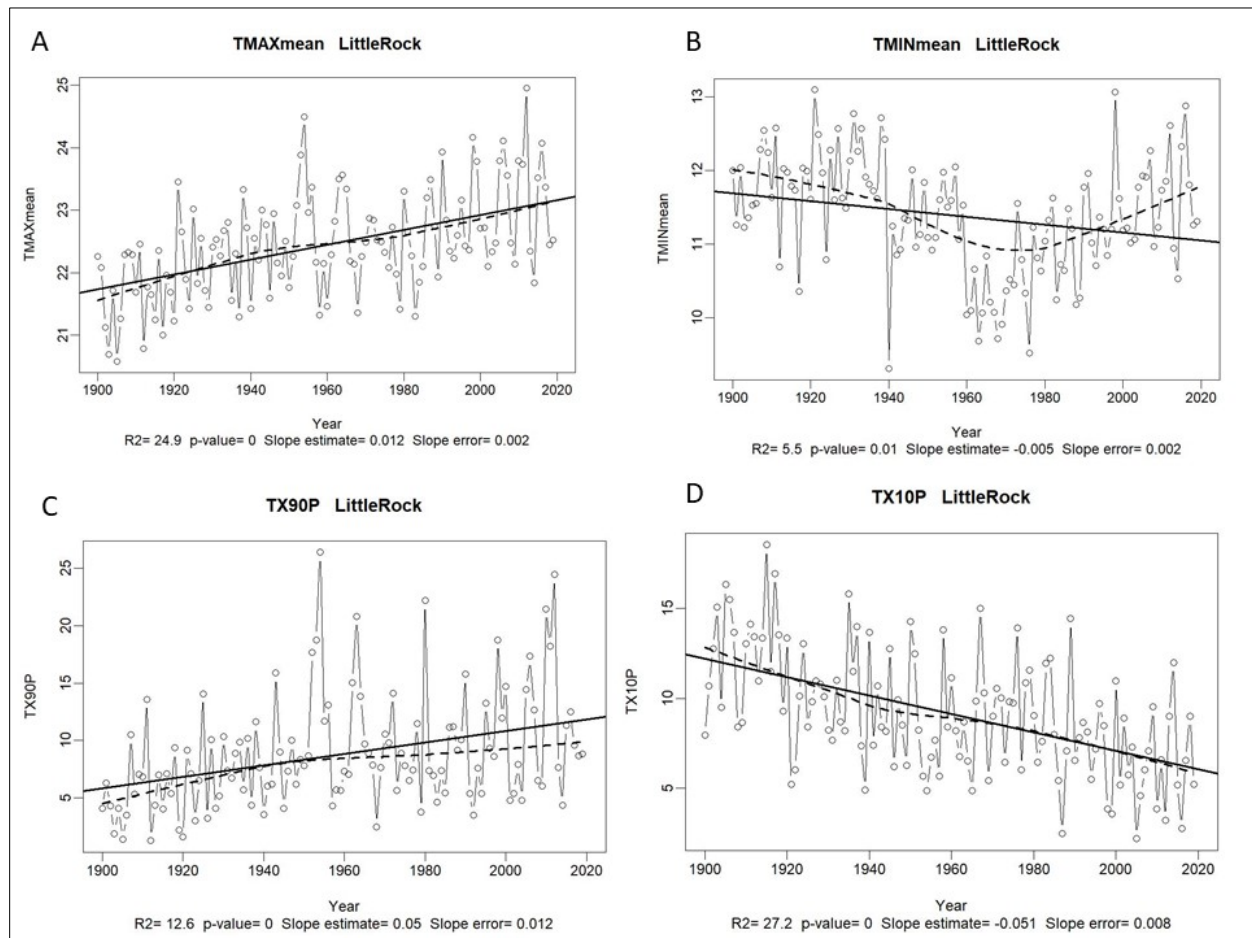 A
TMAXmean LittleRock
TMAXmean
25
24
23
22
21
1900 1920 1940 1960 1980 2000 2020
Year
R2= 24.9 p-value= 0 Slope estimate= 0.012 Slope error= 0.002
B
TMINmean LittleRock
TMINmean
13
12
11
10
1900 1920 1940 1960 1980 2000 2020
Year
R2= 5.5 p-value= 0.01 Slope estimate= -0.005 Slope error= 0.002
C
TX90P LittleRock
TX90P
25
20
15
10
5
1900 1920 1940 1960 1980 2000 2020
Year
R2= 12.6 p-value= 0 Slope estimate= 0.05 Slope error= 0.012
D
TX10P LittleRock
TX10P
15
10
5
1900 1920 1940 1960 1980 2000 2020
Year
R2= 27.2 p-value= 0 Slope estimate= -0.051 Slope error= 0.008